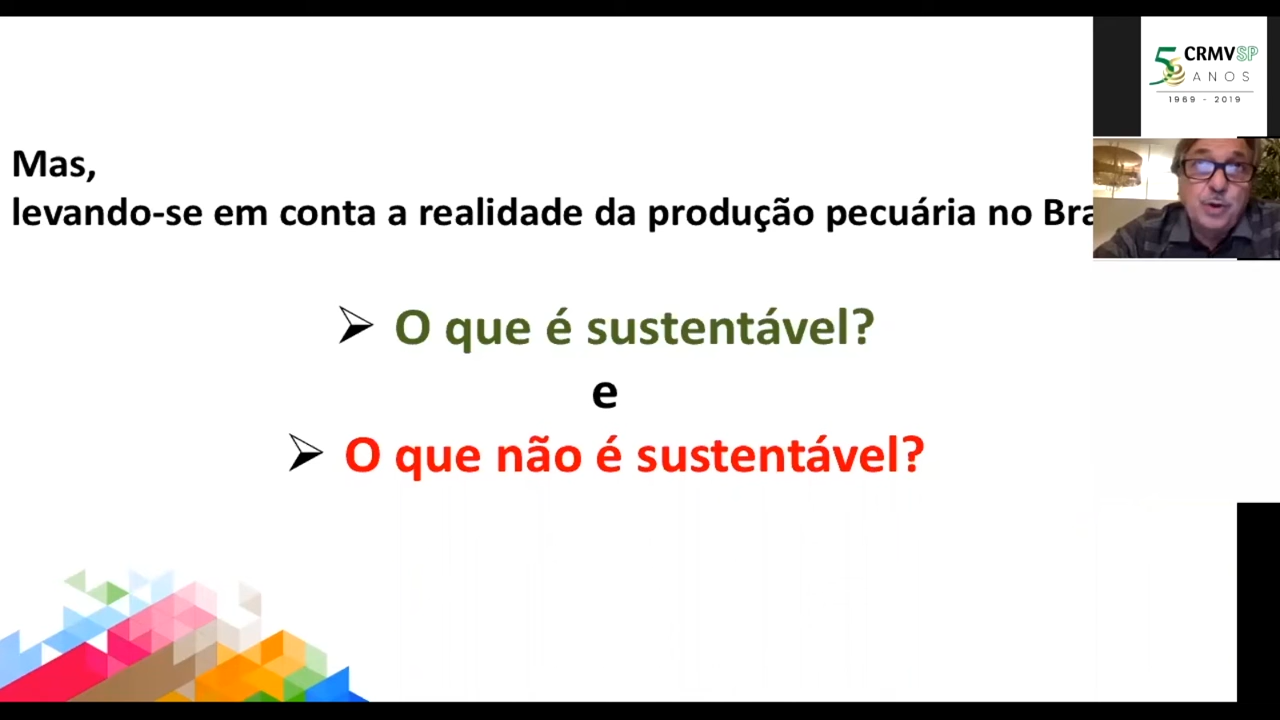 Mas,
levando-se em conta a realidade da produção pecuária no
O que é sustentável?
e
O que não é sustentável?
CRMVSP
50
ANOS
1969 - 2019